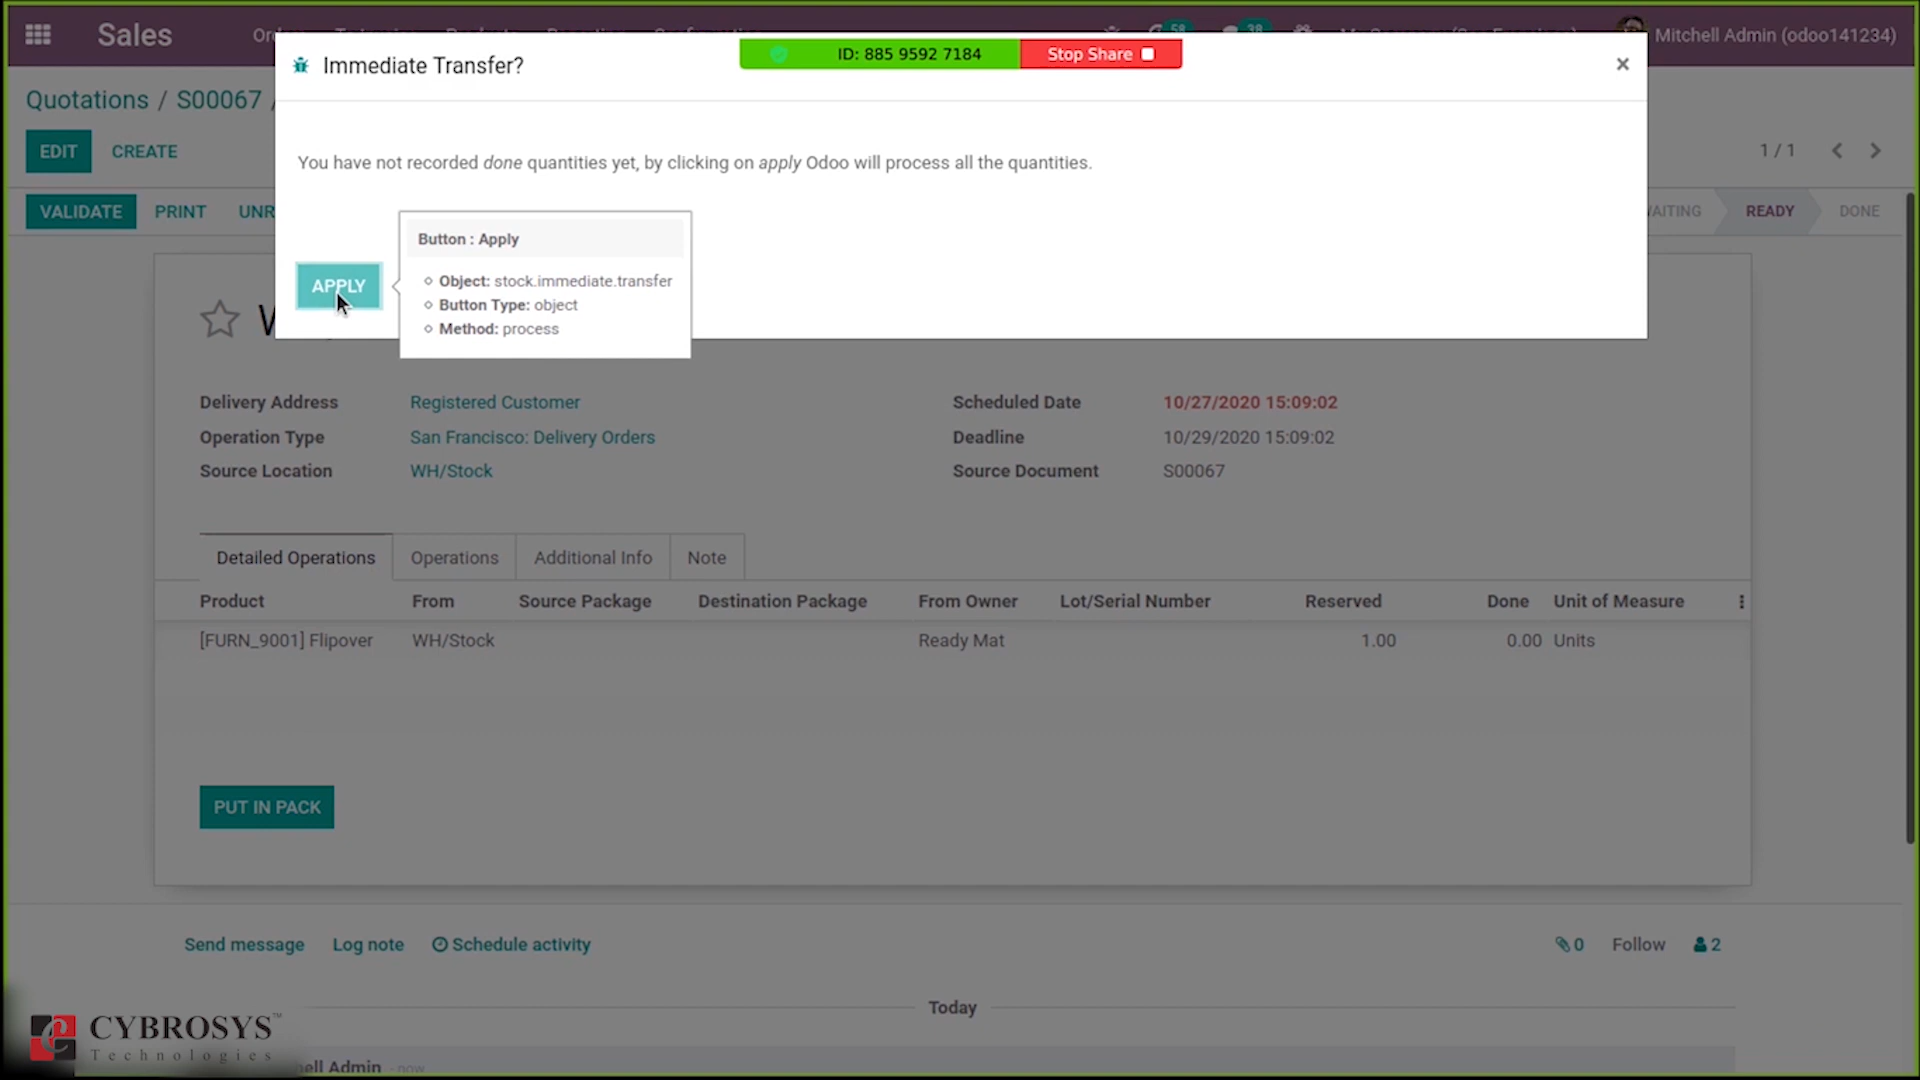 Sales
58
38
Mitchell Admin (odoo141234)
Immediate Transfer?
ID: 885 9592 7184
Stop Share
×
Quotations / S00067 /
EDIT
CREATE
1 / 1
You have not recorded done quantities yet, by clicking on apply Odoo will process all the quantities.
VALIDATE
PRINT
READY
DONE
Button : Apply
APPLY
Object: stock.immediate.transfer
Button Type: object
Method: process
Delivery Address
Registered Customer
Scheduled Date
10/27/2020 15:09:02
Operation Type
San Francisco: Delivery Orders
Deadline
10/29/2020 15:09:02
Source Location
WH/Stock
Source Document
S00067
Detailed Operations
Operations
Additional Info
Note
Product
From
Source Package
Destination Package
From Owner
Lot/Serial Number
Reserved
Done
Unit of Measure
[FURN_9001] Flipover
WH/Stock
Ready Mat
1.00
0.00
Units
PUT IN PACK
Send message
Log note
Schedule activity
0
Follow
2
Today
CYBROSYS™
Technologies
Admin - now